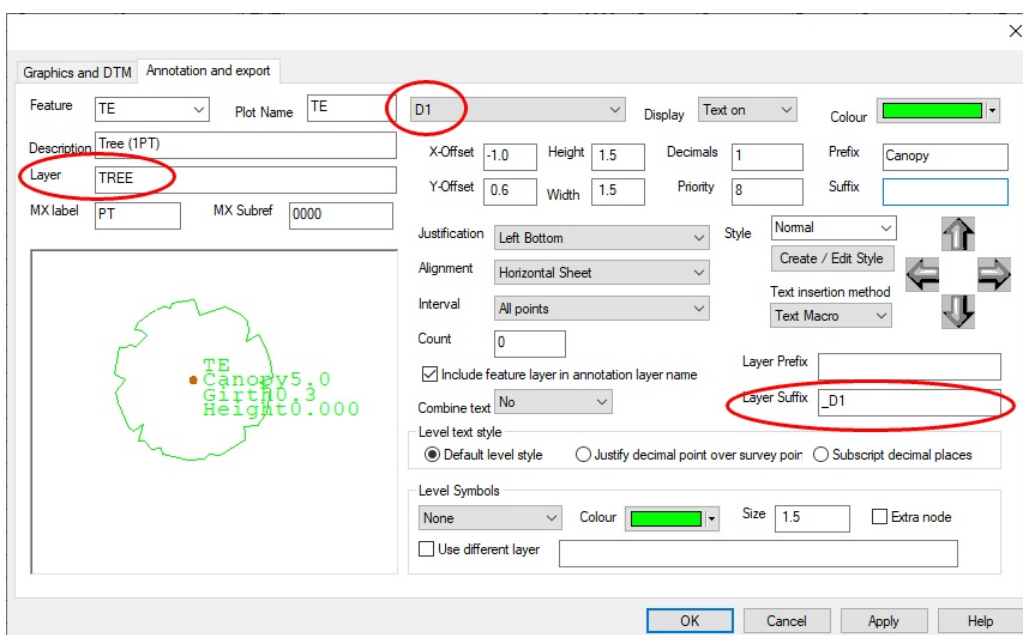 Graphics and DTM Annotation and export
Feature TE Plot Name TE D1 Display Text on Colour
Description Tree (1PT) X-Offset -1.0 Height 1.5 Decimals 1 Prefix Canopy
Layer TREE Y-Offset 0.6 Width 1.5 Priority 8 Suffix
MX label PT MX Subref 0000
Justification Left Bottom Style Normal
Create / Edit Style
Alignment Horizontal Sheet
Text insertion method
Interval All points Text Macro
Count 0
Layer Prefix
Include feature layer in annotation layer name
Layer Suffix _D1
Combine text No
TE
Canopy5.0
Girth0.3
Height0.000
Level text style
Default level style Justify decimal point over survey poin Subscript decimal places
Level Symbols
None Colour Size 1.5 Extra node
Use different layer
OK Cancel Apply Help